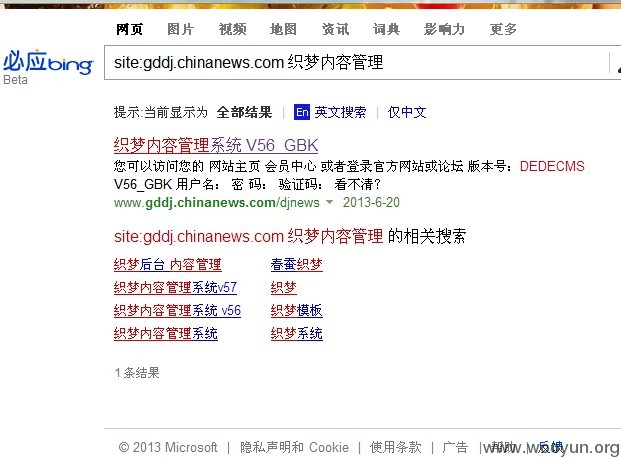 网页 图片 视频 地图 资讯 词典 影响力 更多
必应bing
Beta
site:gddj.chinanews.com 织梦内容管理
提示:当前显示为 全部结果 | En 英文搜索 | 仅中文
织梦内容管理系统 V56_GBK
您可以访问您的 网站主页 会员中心 或者登录官方网站或论坛 版本号：DEDECMS
V56_GBK 用户名： 密 码： 验证码： 看不清？
www.gddj.chinanews.com/djnews 2013-6-20
site:gddj.chinanews.com 织梦内容管理 的相关搜索
织梦后台 内容管理 春蚕织梦
织梦内容管理系统v57 织梦
织梦内容管理系统 v56 织梦模板
织梦内容管理系统 织梦系统
1 条结果
© 2013 Microsoft | 隐私声明和 Cookie | 使用条款 | 广告 | 帮助 | 反馈
www.wooyun.org